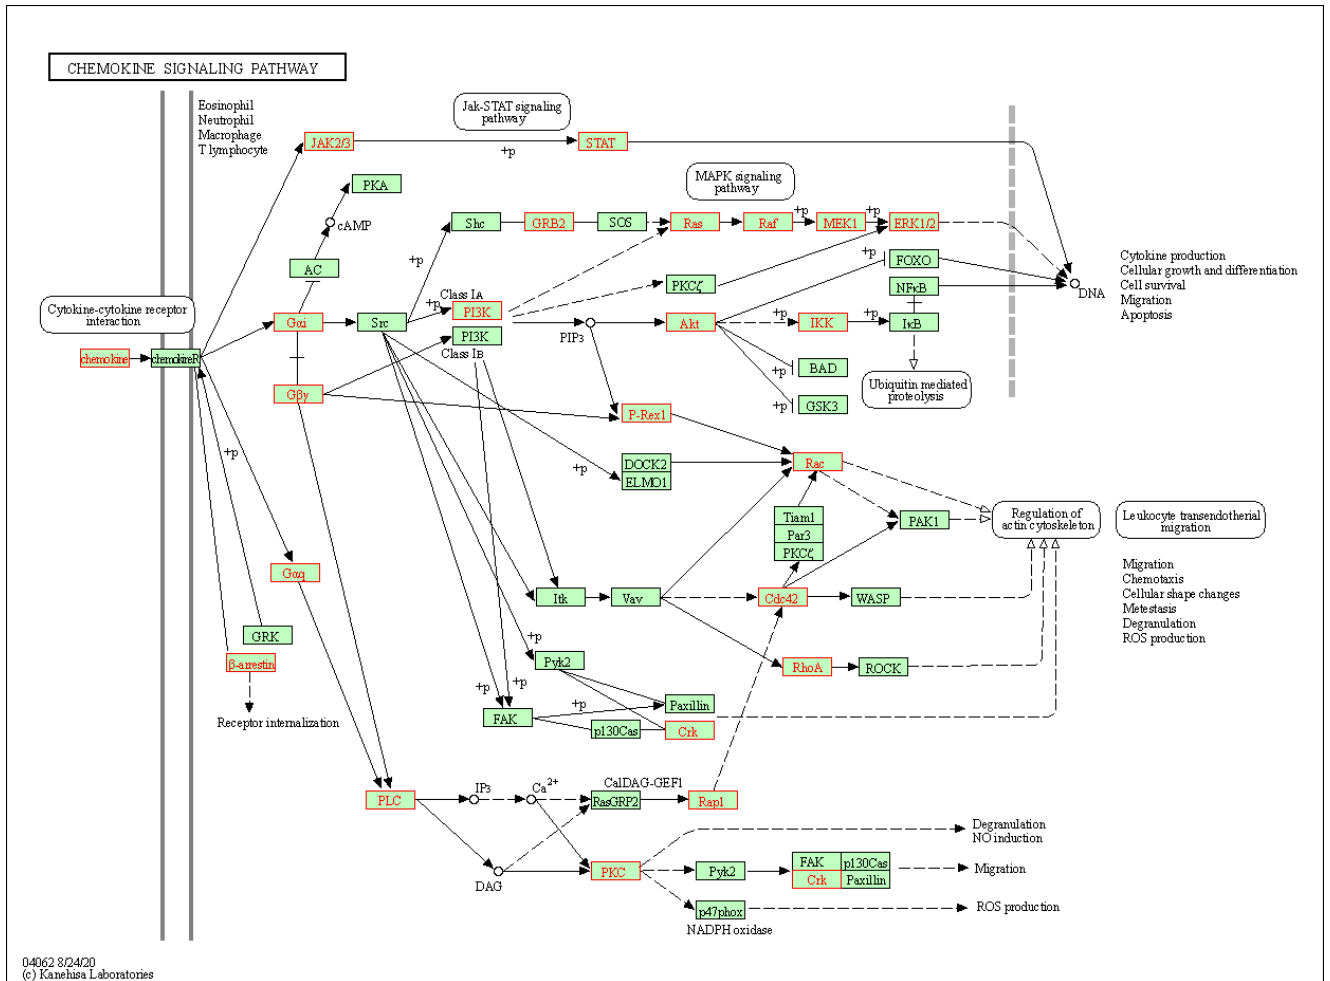 CHEMOKINE SIGNALING PATHWAY
Eosinophil
Neutrophil
Macrophage
T lymphocyte
Jak-STAT signaling
pathway
JAK2/3
+p
STAT
PKA
cAMP
AC
MAPK signaling
pathway
Shc
GRB2
SOS
Ras
Raf
+p
MEK1
+p
ERK1/2
+p
+p
FOXO
PKCζ
NFκB
DNA
Cytokine production
Cellular growth and differentiation
Cell survival
Migration
Apoptosis
Cytokine-cytokine receptor
interaction
chemokine
chemokineR
Gαi
Src
+p
Class IA
PI3K
PI3K
Class IB
PIP3
Akt
+p
IKK
+p
IκB
+p
BAD
+p
GSK3
Ubiquitin mediated
proteolysis
Gβγ
P-Rex1
+p
+p
DOCK2
ELMO1
Rac
Tiam1
Par3
PKCζ
PAK1
Regulation of
actin cytoskeleton
Leukocyte transendotherial
migration
Migration
Chemotaxis
Cellular shape changes
Metestasis
Degranulation
ROS production
Gαq
Itk
Vav
Cdc42
WASP
GRK
β-arrestin
Receptor internalization
+p
Pyk2
RhoA
ROCK
+p
+p
FAK
+p
Paxillin
p130Cas
Crk
PLC
IP3
Ca2+
CalDAG-GEF1
RasGRP2
Rap1
DAG
PKC
Pyk2
FAK
p130Cas
Crk
Paxillin
p47phox
NADPH oxidase
Degranulation
NO induction
Migration
ROS production
04062 8/24/20
(c) Kanehisa Laboratories